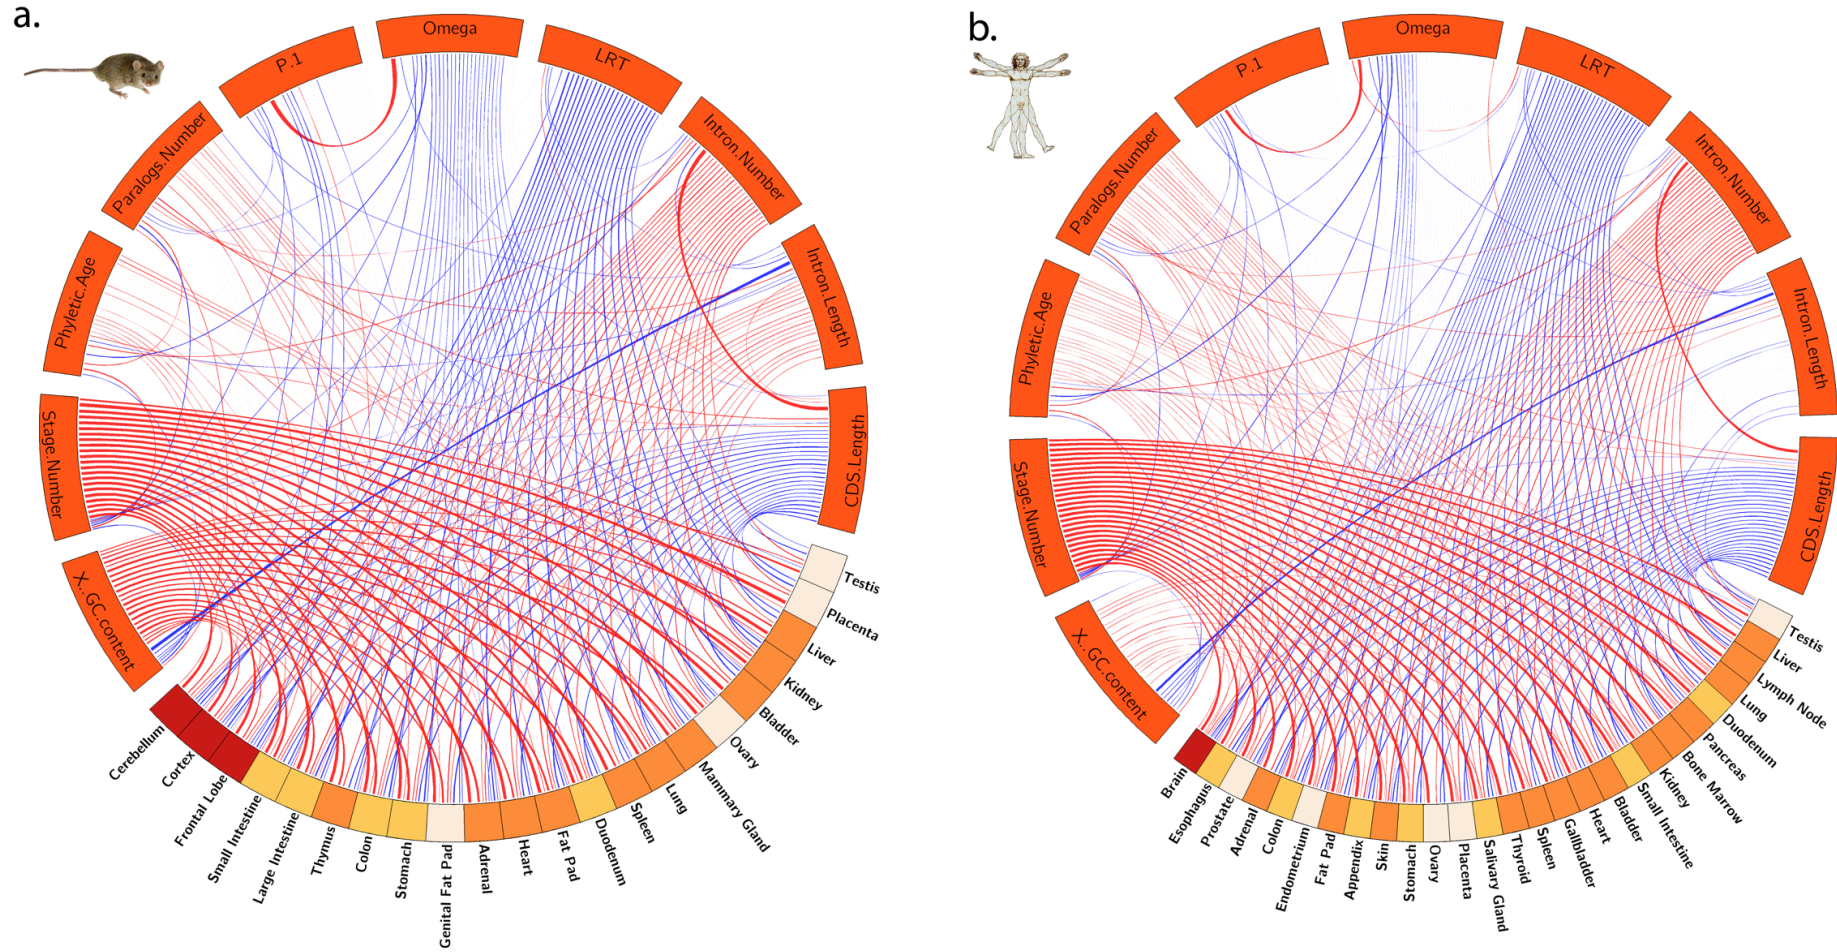 a.
Omega
LRT
P.1
Intron.Number
Paralogs.Number
Intron.Length
Phyletic.Age
CDS.Length
Stage.Number
X..GC.content
Testis
Placenta
Liver
Kidney
Bladder
Ovary
Mammary Gland
Lung
Spleen
Duodenum
Fat Pad
Heart
Adrenal
Genital Fat Pad
Stomach
Colon
Thymus
Large Intestine
Small Intestine
Frontal Lobe
Cortex
Cerebellum
b.
Omega
LRT
P.1
Intron.Number
Paralogs.Number
Intron.Length
Phyletic.Age
CDS.Length
Stage.Number
X..GC.content
Testis
Liver
Lymph Node
Lung
Duodenum
Pancreas
Bone Marrow
Kidney
Small Intestine
Bladder
Heart
Gallbladder
Spleen
Thyroid
Salivary Gland
Placenta
Ovary
Stomach
Skin
Appendix
Fat Pad
Endometrium
Colon
Adrenal
Prostate
Esophagus
Brain